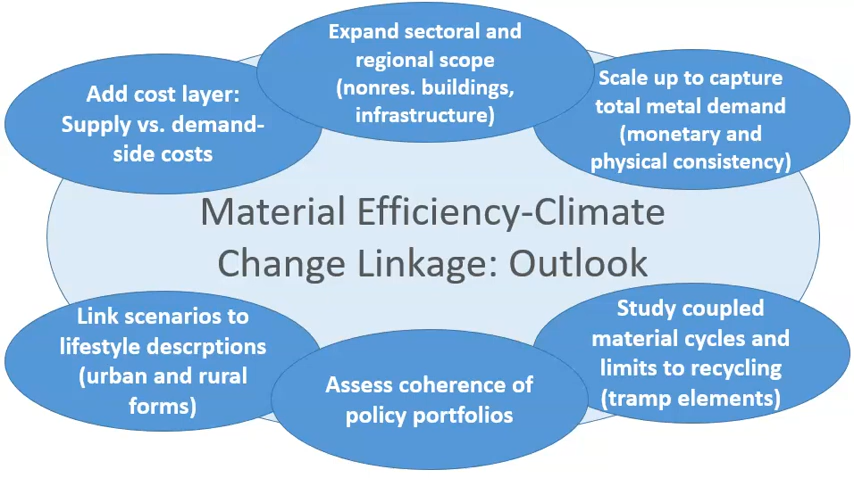 Expand sectoral and
regional scope
(nonres. buildings,
infrastructure)
Add cost layer:
Supply vs. demand-
side costs
Scale up to capture
total metal demand
(monetary and
physical consistency)
Material Efficiency-Climate
Change Linkage: Outlook
Link scenarios to
lifestyle descrptions
(urban and rural
forms)
Assess coherence of
policy portfolios
Study coupled
material cycles and
limits to recycling
(tramp elements)